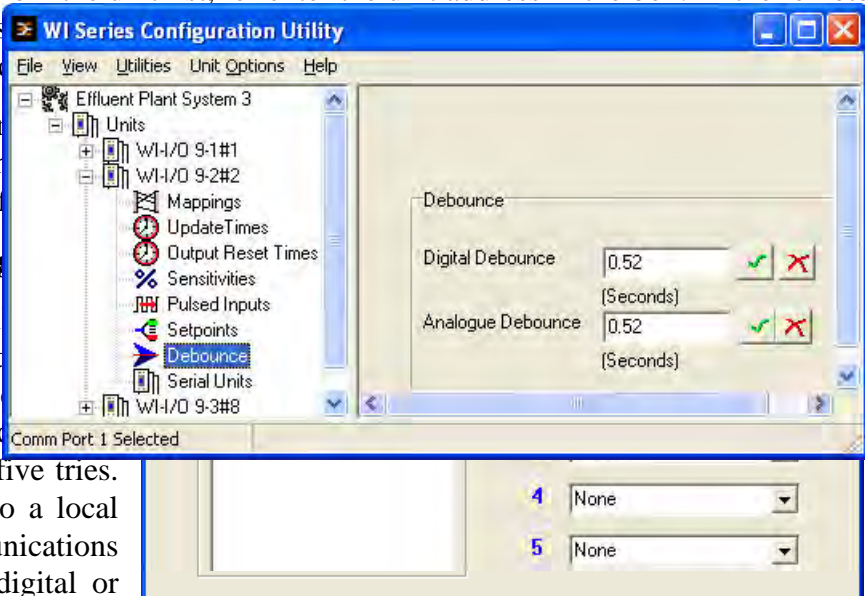 WI Series Configuration Utility
File View Utilities Unit Options Help
Effluent Plant System 3
Units
WI-I/O 9-1#1
WI-I/O 9-2#2
Mappings
UpdateTimes
Output Reset Times
Sensitivities
Pulsed Inputs
Setpoints
Debounce
Serial Units
WI-I/O 9-3#8
Debounce
Digital Debounce 0.52
(Seconds)
Analogue Debounce 0.52
(Seconds)
Comm Port 1 Selected
five tries.
o a local
unications
digital or
4 None
5 None